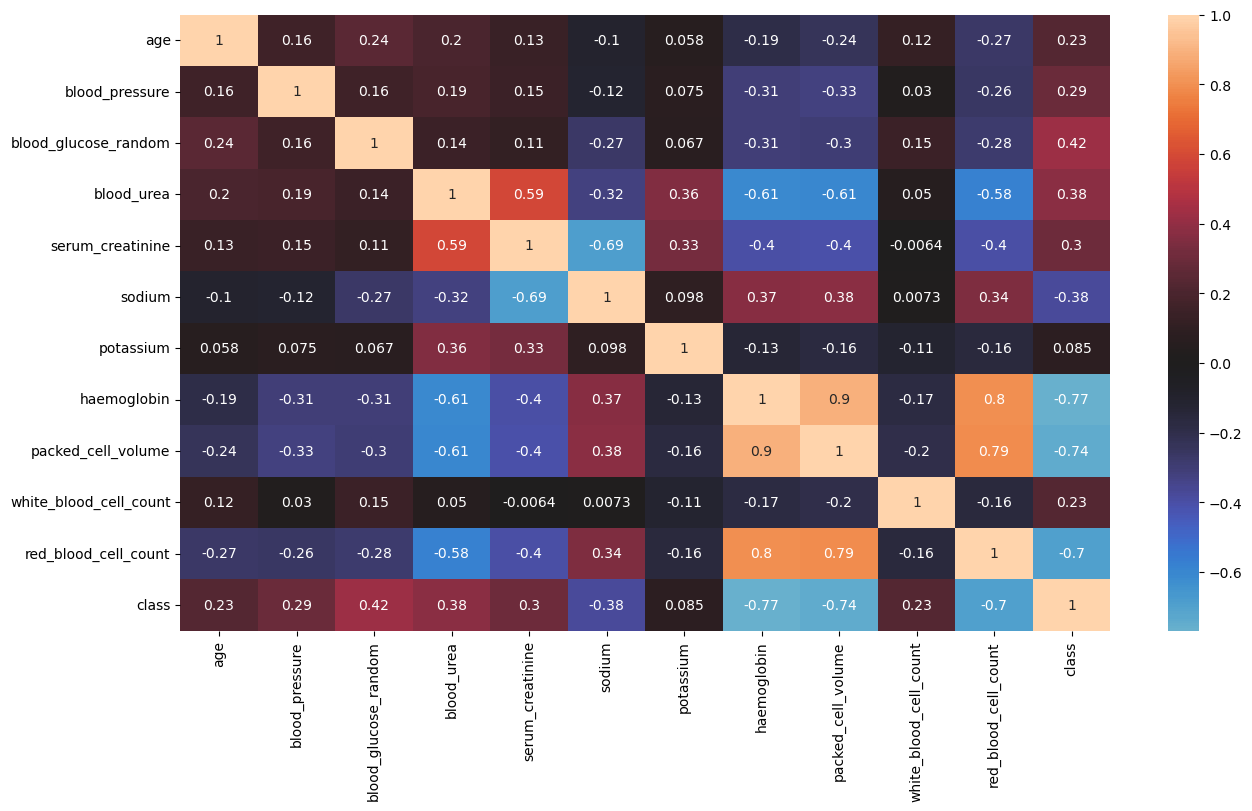 age 1 0.16 0.24 0.2 0.13 -0.1 0.058 -0.19 -0.24 0.12 -0.27 0.23
blood_pressure 0.16 1 0.16 0.19 0.15 -0.12 0.075 -0.31 -0.33 0.03 -0.26 0.29
blood_glucose_random 0.24 0.16 1 0.14 0.11 -0.27 0.067 -0.31 -0.3 0.15 -0.28 0.42
blood_urea 0.2 0.19 0.14 1 0.59 -0.32 0.36 -0.61 -0.61 0.05 -0.58 0.38
serum_creatinine 0.13 0.15 0.11 0.59 1 -0.69 0.33 -0.4 -0.4 -0.0064 -0.4 0.3
sodium -0.1 -0.12 -0.27 -0.32 -0.69 1 0.098 0.37 0.38 0.0073 0.34 -0.38
potassium 0.058 0.075 0.067 0.36 0.33 0.098 1 -0.13 -0.16 -0.11 -0.16 0.085
haemoglobin -0.19 -0.31 -0.31 -0.61 -0.4 0.37 -0.13 1 0.9 -0.17 0.8 -0.77
packed_cell_volume -0.24 -0.33 -0.3 -0.61 -0.4 0.38 -0.16 0.9 1 -0.2 0.79 -0.74
white_blood_cell_count 0.12 0.03 0.15 0.05 -0.0064 0.0073 -0.11 -0.17 -0.2 1 -0.16 0.23
red_blood_cell_count -0.27 -0.26 -0.28 -0.58 -0.4 0.34 -0.16 0.8 0.79 -0.16 1 -0.7
class 0.23 0.29 0.42 0.38 0.3 -0.38 0.085 -0.77 -0.74 0.23 -0.7 1
age
blood_pressure
blood_glucose_random
blood_urea
serum_creatinine
sodium
potassium
haemoglobin
packed_cell_volume
white_blood_cell_count
red_blood_cell_count
class
1.0
0.8
0.6
0.4
0.2
0.0
−0.2
−0.4
−0.6